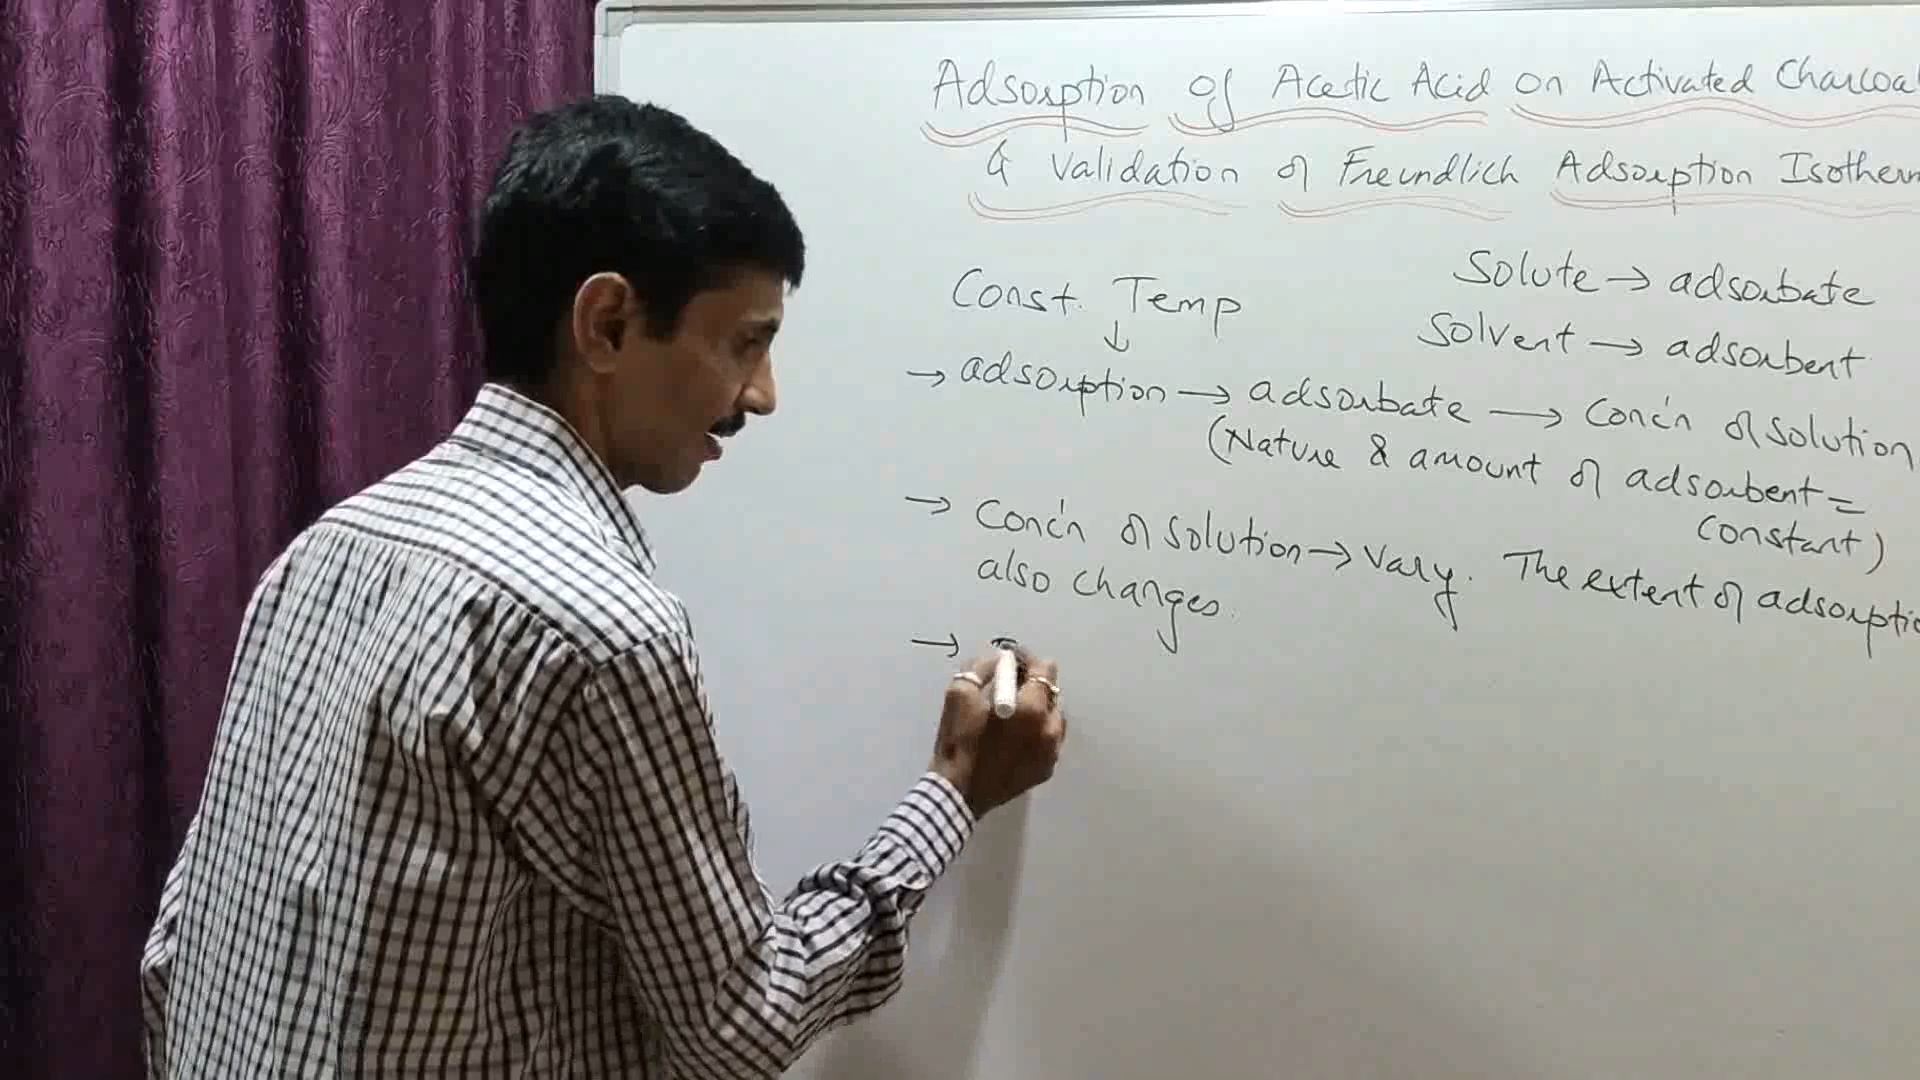 Adsorption of Acetic Acid on Activated Charcoal
& Validation of Freundlich Adsorption Isotherm
Solute → adsorbate
Solvent → adsorbent
Const. Temp
↓
→ adsorption → adsorbate → Conc'n of Solution
(Nature & amount of adsorbent =
constant)
→ Conc'n of Solution → Vary. The extent of adsorptio
also changes.
→